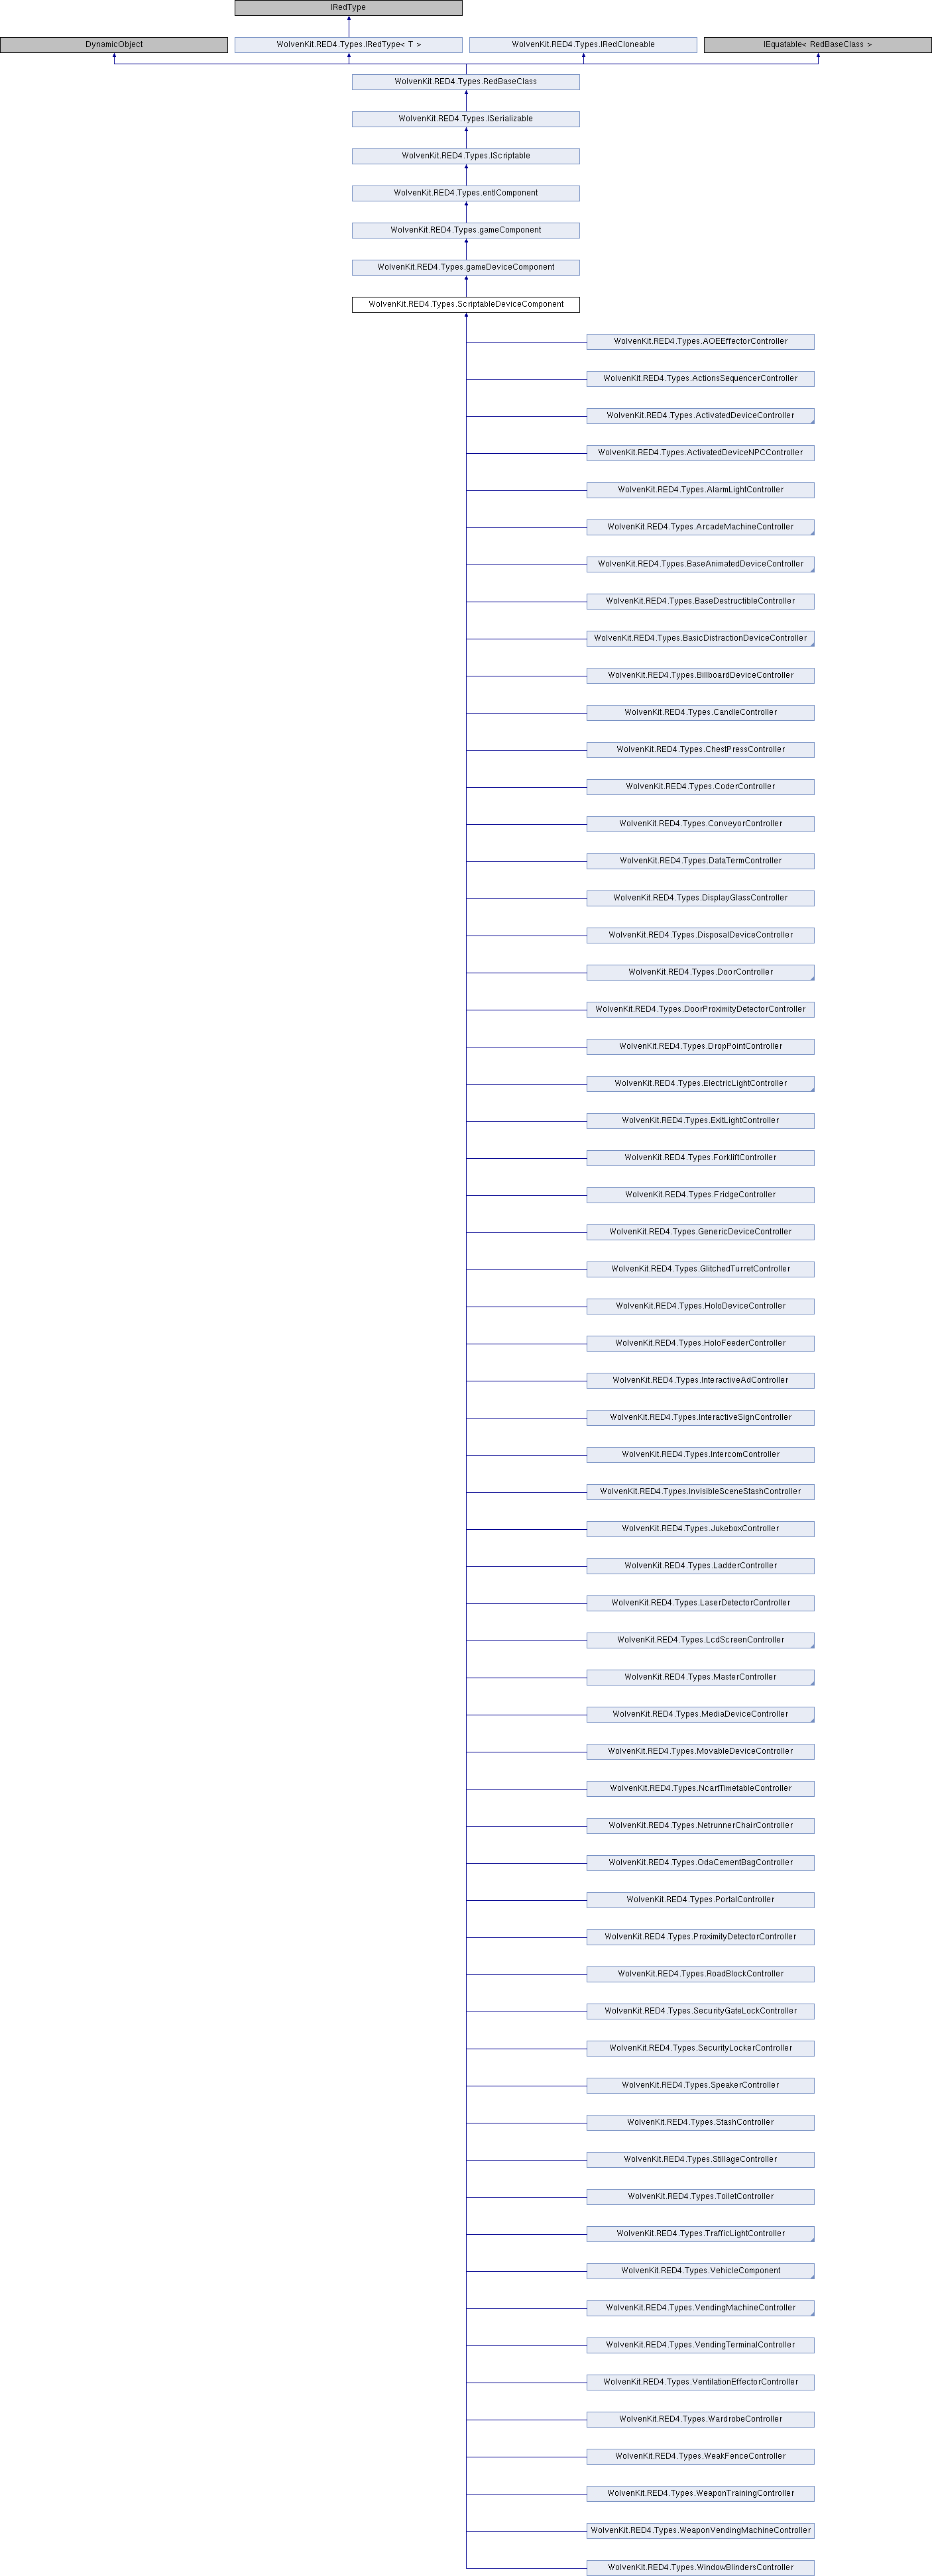 IRedType
DynamicObject
WolvenKit.RED4.Types.IRedType< T >
WolvenKit.RED4.Types.IRedCloneable
IEquatable< RedBaseClass >
WolvenKit.RED4.Types.RedBaseClass
WolvenKit.RED4.Types.ISerializable
WolvenKit.RED4.Types.IScriptable
WolvenKit.RED4.Types.entIComponent
WolvenKit.RED4.Types.gameComponent
WolvenKit.RED4.Types.gameDeviceComponent
WolvenKit.RED4.Types.ScriptableDeviceComponent
WolvenKit.RED4.Types.AOEEffectorController
WolvenKit.RED4.Types.ActionsSequencerController
WolvenKit.RED4.Types.ActivatedDeviceController
WolvenKit.RED4.Types.ActivatedDeviceNPCController
WolvenKit.RED4.Types.AlarmLightController
WolvenKit.RED4.Types.ArcadeMachineController
WolvenKit.RED4.Types.BaseAnimatedDeviceController
WolvenKit.RED4.Types.BaseDestructibleController
WolvenKit.RED4.Types.BasicDistractionDeviceController
WolvenKit.RED4.Types.BillboardDeviceController
WolvenKit.RED4.Types.CandleController
WolvenKit.RED4.Types.ChestPressController
WolvenKit.RED4.Types.CoderController
WolvenKit.RED4.Types.ConveyorController
WolvenKit.RED4.Types.DataTermController
WolvenKit.RED4.Types.DisplayGlassController
WolvenKit.RED4.Types.DisposalDeviceController
WolvenKit.RED4.Types.DoorController
WolvenKit.RED4.Types.DoorProximityDetectorController
WolvenKit.RED4.Types.DropPointController
WolvenKit.RED4.Types.ElectricLightController
WolvenKit.RED4.Types.ExitLightController
WolvenKit.RED4.Types.ForkliftController
WolvenKit.RED4.Types.FridgeController
WolvenKit.RED4.Types.GenericDeviceController
WolvenKit.RED4.Types.GlitchedTurretController
WolvenKit.RED4.Types.HoloDeviceController
WolvenKit.RED4.Types.HoloFeederController
WolvenKit.RED4.Types.InteractiveAdController
WolvenKit.RED4.Types.InteractiveSignController
WolvenKit.RED4.Types.IntercomController
WolvenKit.RED4.Types.InvisibleSceneStashController
WolvenKit.RED4.Types.JukeboxController
WolvenKit.RED4.Types.LadderController
WolvenKit.RED4.Types.LaserDetectorController
WolvenKit.RED4.Types.LcdScreenController
WolvenKit.RED4.Types.MasterController
WolvenKit.RED4.Types.MediaDeviceController
WolvenKit.RED4.Types.MovableDeviceController
WolvenKit.RED4.Types.NcartTimetableController
WolvenKit.RED4.Types.NetrunnerChairController
WolvenKit.RED4.Types.OdaCementBagController
WolvenKit.RED4.Types.PortalController
WolvenKit.RED4.Types.ProximityDetectorController
WolvenKit.RED4.Types.RoadBlockController
WolvenKit.RED4.Types.SecurityGateLockController
WolvenKit.RED4.Types.SecurityLockerController
WolvenKit.RED4.Types.SpeakerController
WolvenKit.RED4.Types.StashController
WolvenKit.RED4.Types.StillageController
WolvenKit.RED4.Types.ToiletController
WolvenKit.RED4.Types.TrafficLightController
WolvenKit.RED4.Types.VehicleComponent
WolvenKit.RED4.Types.VendingMachineController
WolvenKit.RED4.Types.VendingTerminalController
WolvenKit.RED4.Types.VentilationEffectorController
WolvenKit.RED4.Types.WardrobeController
WolvenKit.RED4.Types.WeakFenceController
WolvenKit.RED4.Types.WeaponTrainingController
WolvenKit.RED4.Types.WeaponVendingMachineController
WolvenKit.RED4.Types.WindowBlindersController